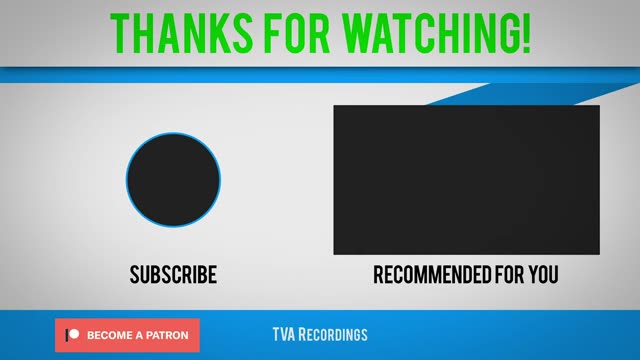 THANKS FOR WATCHING!
SUBSCRIBE
RECOMMENDED FOR YOU
BECOME A PATRON
TVA RECORDINGS